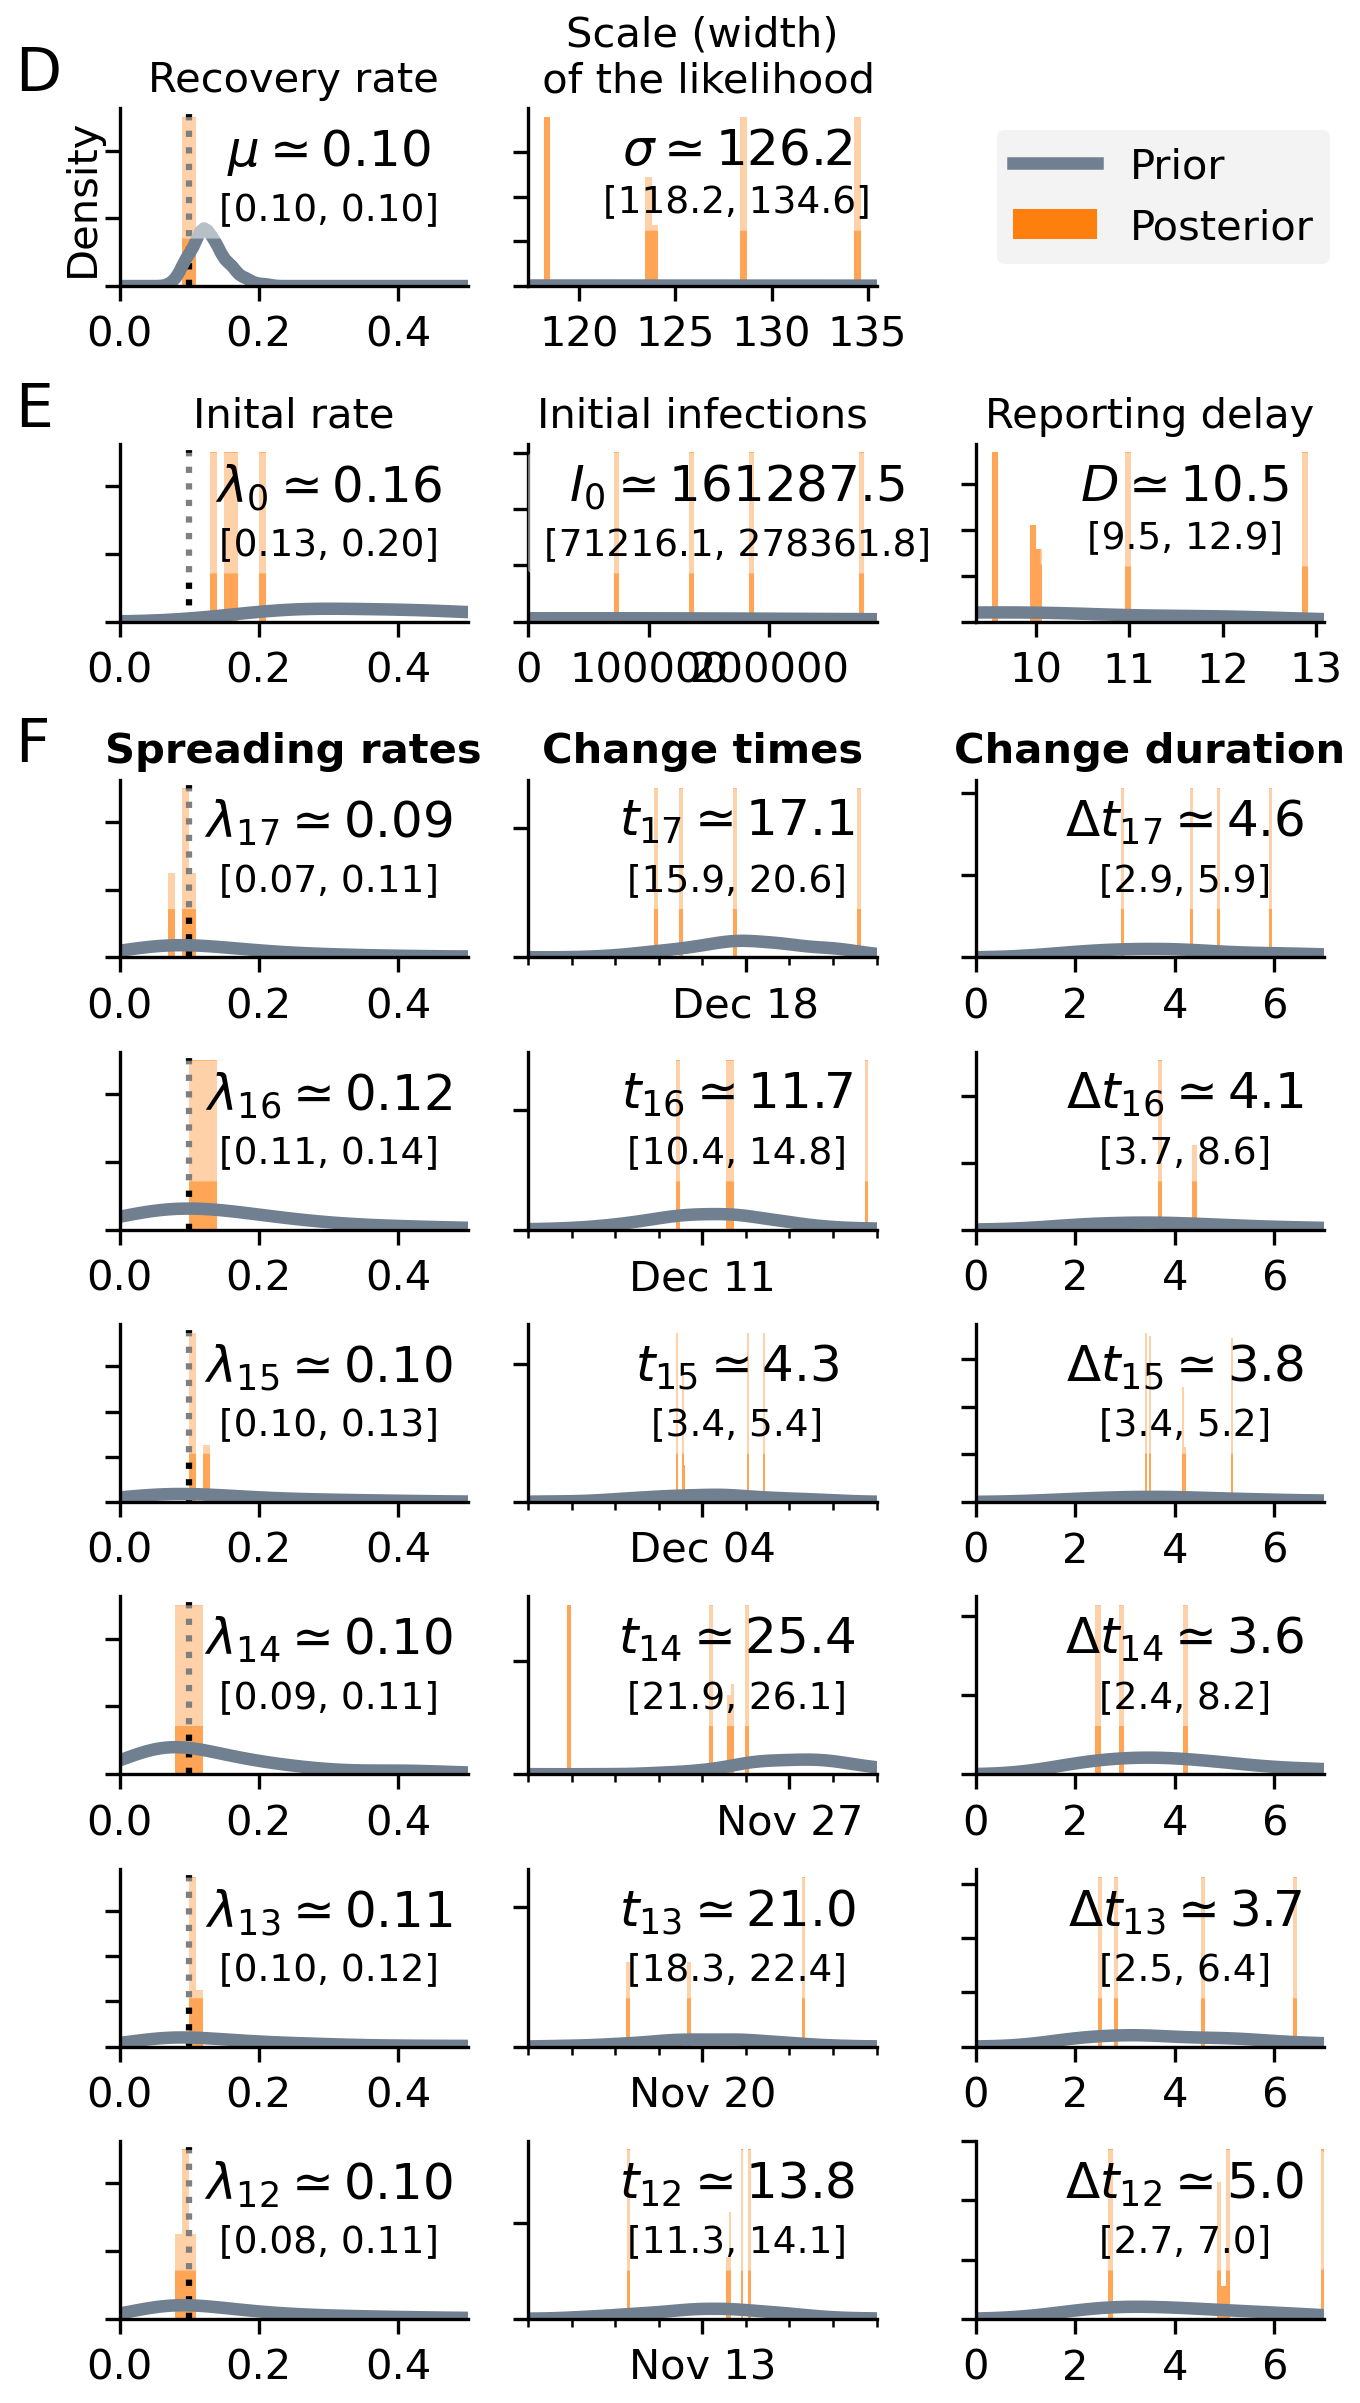 D
Recovery rate
Scale (width)
of the likelihood
Density
μ ≃ 0.10
[0.10, 0.10]
0.0 0.2 0.4
σ ≃ 126.2
[118.2, 134.6]
120 125 130 135
Prior
Posterior
E
Inital rate
λ0 ≃ 0.16
[0.13, 0.20]
0.0 0.2 0.4
Initial infections
I0 ≃ 161287.5
[71216.1, 278361.8]
0 100000 200000
Reporting delay
D ≃ 10.5
[9.5, 12.9]
10 11 12 13
F
Spreading rates
Change times
Change duration
λ17 ≃ 0.09
[0.07, 0.11]
0.0 0.2 0.4
t17 ≃ 17.1
[15.9, 20.6]
Dec 18
Δt17 ≃ 4.6
[2.9, 5.9]
0 2 4 6
λ16 ≃ 0.12
[0.11, 0.14]
0.0 0.2 0.4
t16 ≃ 11.7
[10.4, 14.8]
Dec 11
Δt16 ≃ 4.1
[3.7, 8.6]
0 2 4 6
λ15 ≃ 0.10
[0.10, 0.13]
0.0 0.2 0.4
t15 ≃ 4.3
[3.4, 5.4]
Dec 04
Δt15 ≃ 3.8
[3.4, 5.2]
0 2 4 6
λ14 ≃ 0.10
[0.09, 0.11]
0.0 0.2 0.4
t14 ≃ 25.4
[21.9, 26.1]
Nov 27
Δt14 ≃ 3.6
[2.4, 8.2]
0 2 4 6
λ13 ≃ 0.11
[0.10, 0.12]
0.0 0.2 0.4
t13 ≃ 21.0
[18.3, 22.4]
Nov 20
Δt13 ≃ 3.7
[2.5, 6.4]
0 2 4 6
λ12 ≃ 0.10
[0.08, 0.11]
0.0 0.2 0.4
t12 ≃ 13.8
[11.3, 14.1]
Nov 13
Δt12 ≃ 5.0
[2.7, 7.0]
0 2 4 6